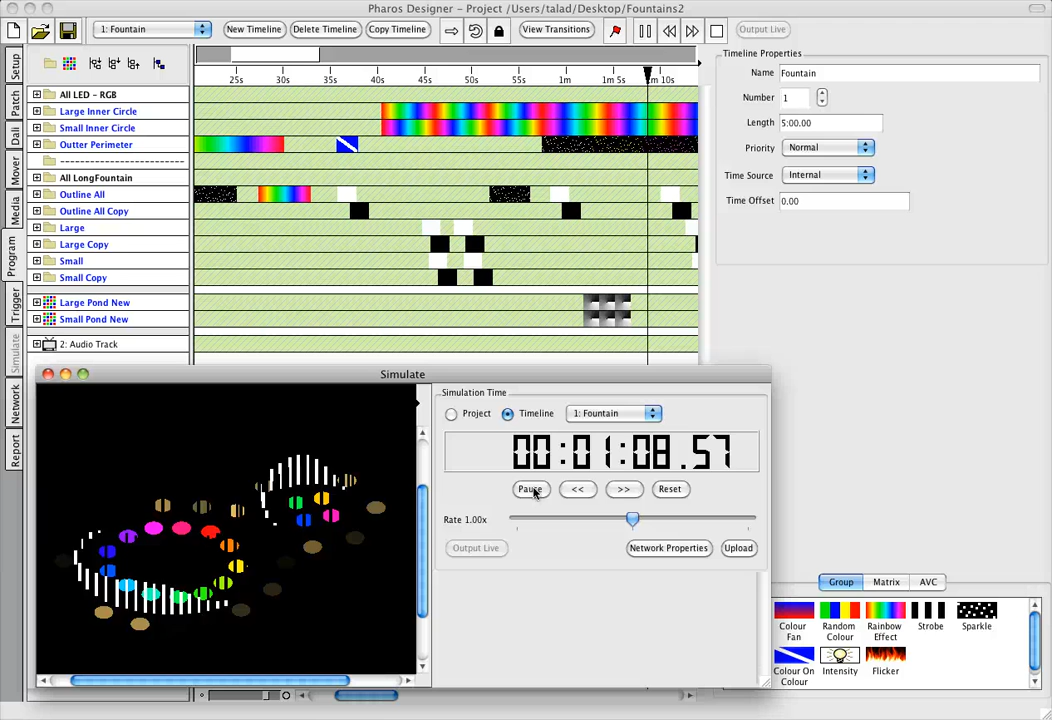 Pharos Designer - Project /Users/talad/Desktop/Fountains2
1: Fountain
New Timeline
Delete Timeline
Copy Timeline
View Transitions
Output Live
Setup
Patch
Dali
Mover
Media
Program
Trigger
Simulate
Network
Report
25s 30s 35s 40s 45s 50s 55s 1m 1m 5s 1m 10s
All LED - RGB
Large Inner Circle
Small Inner Circle
Outter Perimeter
-------------------------
All LongFountain
Outline All
Outline All Copy
Large
Large Copy
Small
Small Copy
Large Pond New
Small Pond New
2: Audio Track
Timeline Properties
Name Fountain
Number 1
Length 5:00.00
Priority Normal
Time Source Internal
Time Offset 0.00
Simulate
Simulation Time
Project Timeline 1: Fountain
00:01:08.57
Pause << >> Reset
Rate 1.00x
Output Live Network Properties Upload
Group Matrix AVC
Colour Fan
Random Colour
Rainbow Effect
Strobe
Sparkle
Colour On Colour
Intensity
Flicker